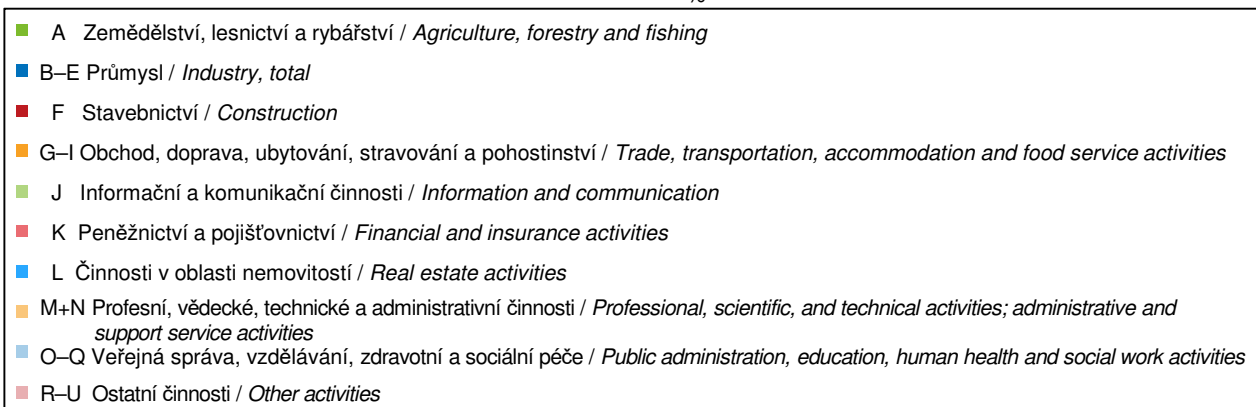 %
A Zemědělství, lesnictví a rybářství / Agriculture, forestry and fishing
B–E Průmysl / Industry, total
F Stavebnictví / Construction
G–I Obchod, doprava, ubytování, stravování a pohostinství / Trade, transportation, accommodation and food service activities
J Informační a komunikační činnosti / Information and communication
K Peněžnictví a pojišťovnictví / Financial and insurance activities
L Činnosti v oblasti nemovitostí / Real estate activities
M+N Profesní, vědecké, technické a administrativní činnosti / Professional, scientific, and technical activities; administrative and
support service activities
O–Q Veřejná správa, vzdělávání, zdravotní a sociální péče / Public administration, education, human health and social work activities
R–U Ostatní činnosti / Other activities